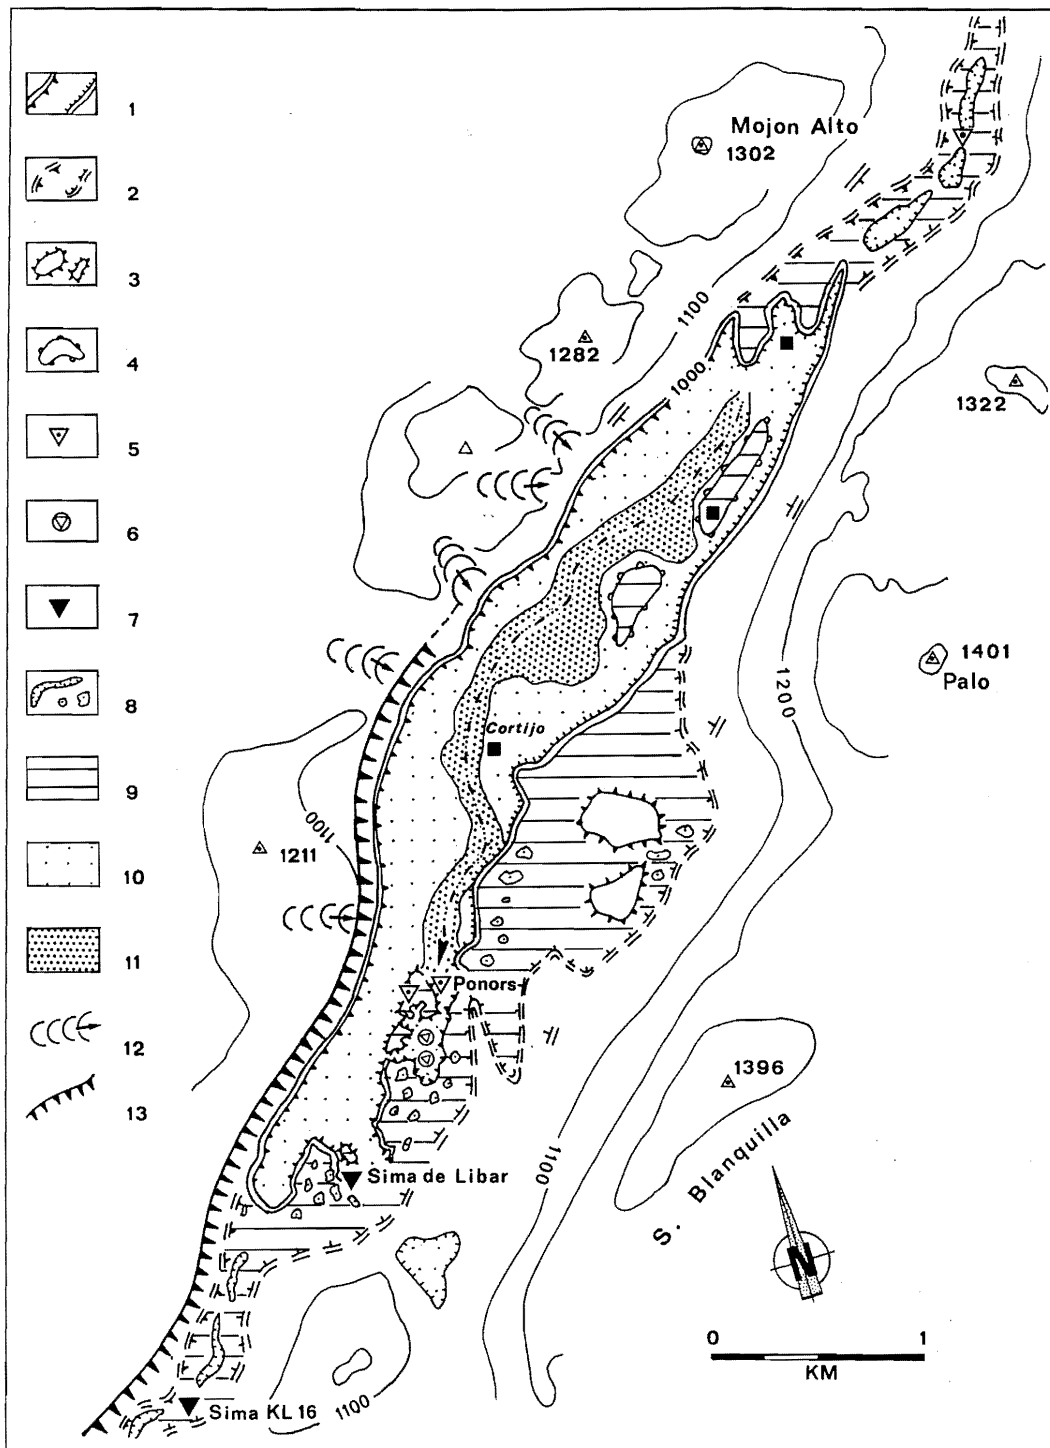 1
2
3
4
5
6
7
8
9
10
11
12
13
Mojon Alto
1302
1100
1282
1000
1322
1401
Palo
1200
Cortijo
1100
1211
Ponors
1396
S. Blanquilla
1100
Sima de Libar
N
0 1
KM
1100
Sima KL 16